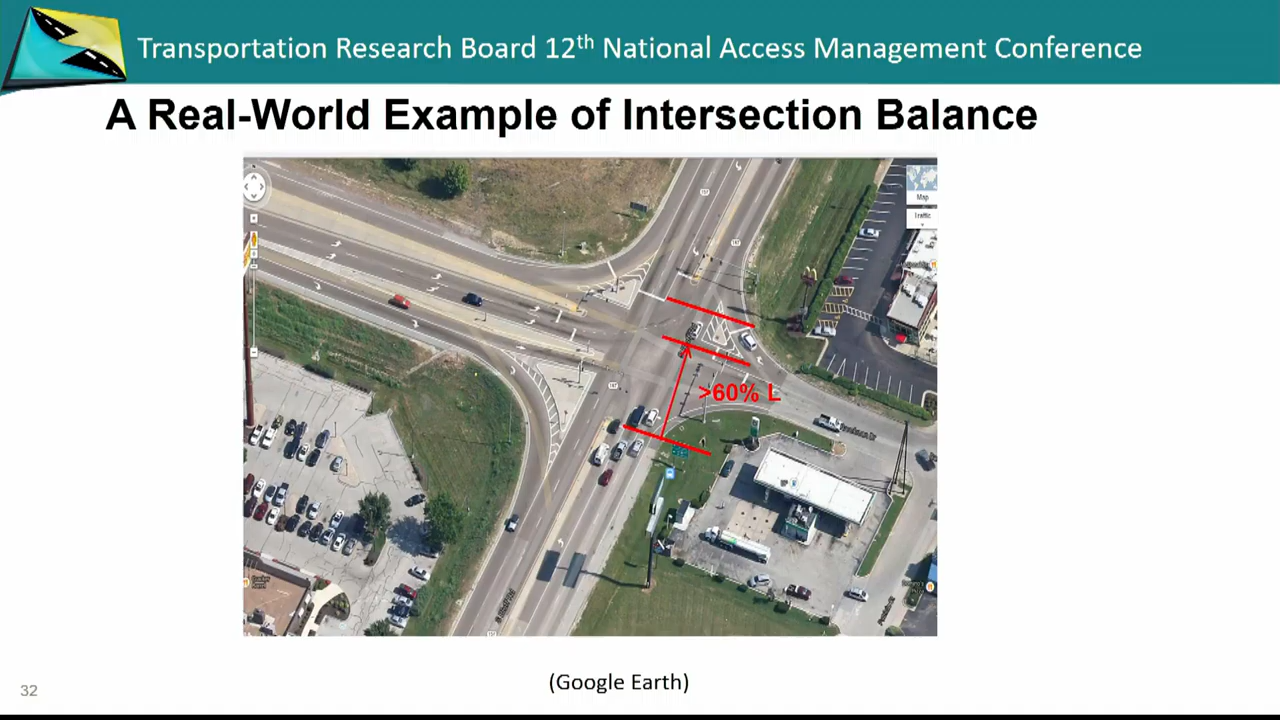 Transportation Research Board 12th National Access Management Conference
A Real-World Example of Intersection Balance
Map
Traffic
>60% L
(Google Earth)
32